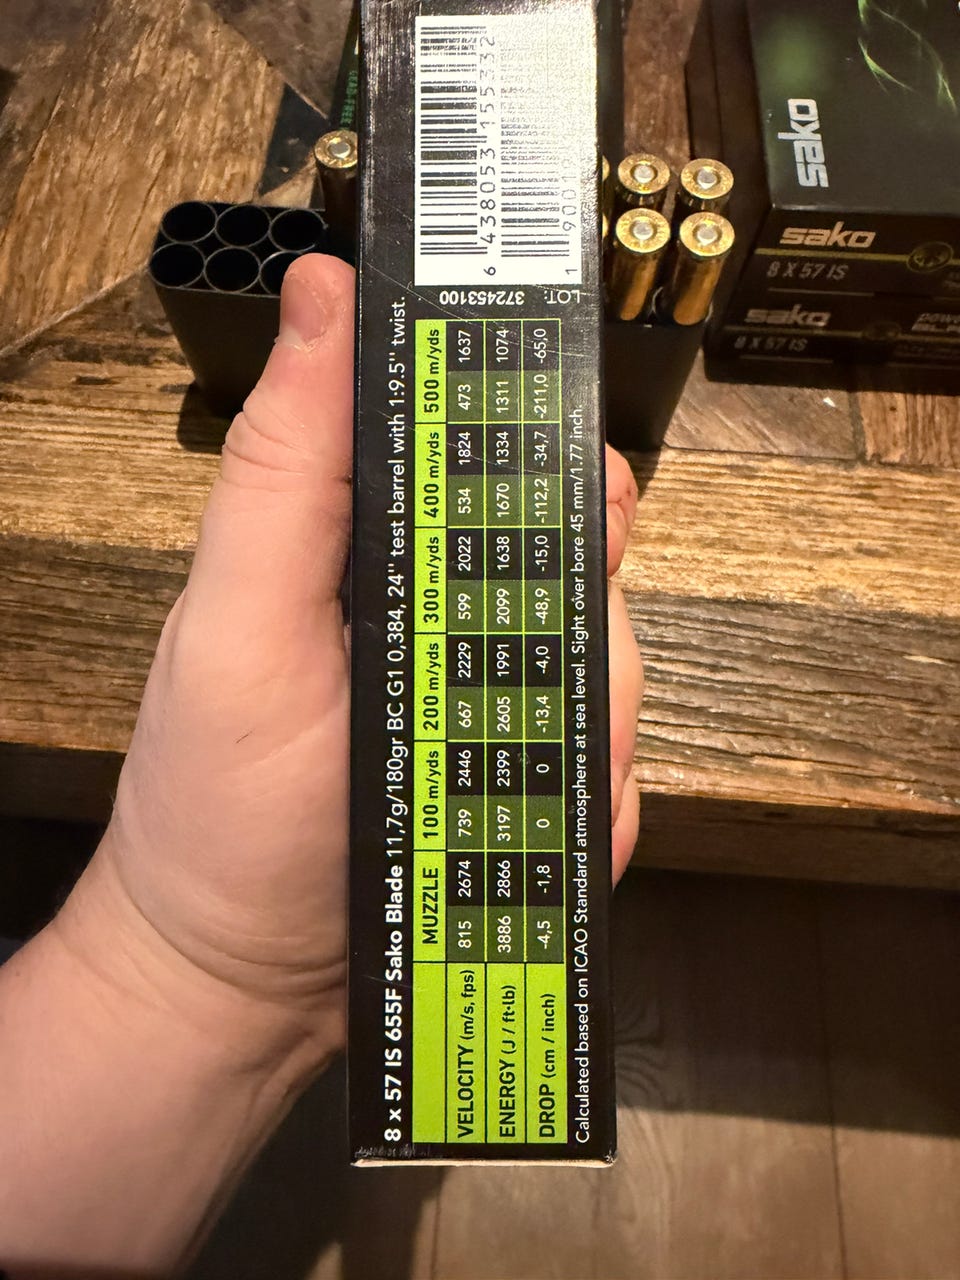 8 x 57 IS 655F Sako Blade 11,7g/180gr BC G1 0,384, 24" test barrel with 1:9.5" twist.
MUZZLE 100 m/yds 200 m/yds 300 m/yds 400 m/yds 500 m/yds
VELOCITY (m/s, fps) 815 2674 739 2446 667 2229 599 2022 534 1824 473 1637
ENERGY (J / ft·lb) 3886 2866 3197 2399 2605 1991 2099 1638 1670 1334 1311 1074
DROP (cm / inch) -4,5 -1,8 0 0 -13,4 -4,0 -48,9 -15,0 -112,2 -34,7 -211,0 -65,0
Calculated based on ICAO Standard atmosphere at sea level. Sight over bore 45 mm/1.77 inch.
LOT:
372453100
6 438053 155332
LEAD-FREE
sako
sako
8 X 57 IS
sako
8 X 57 IS